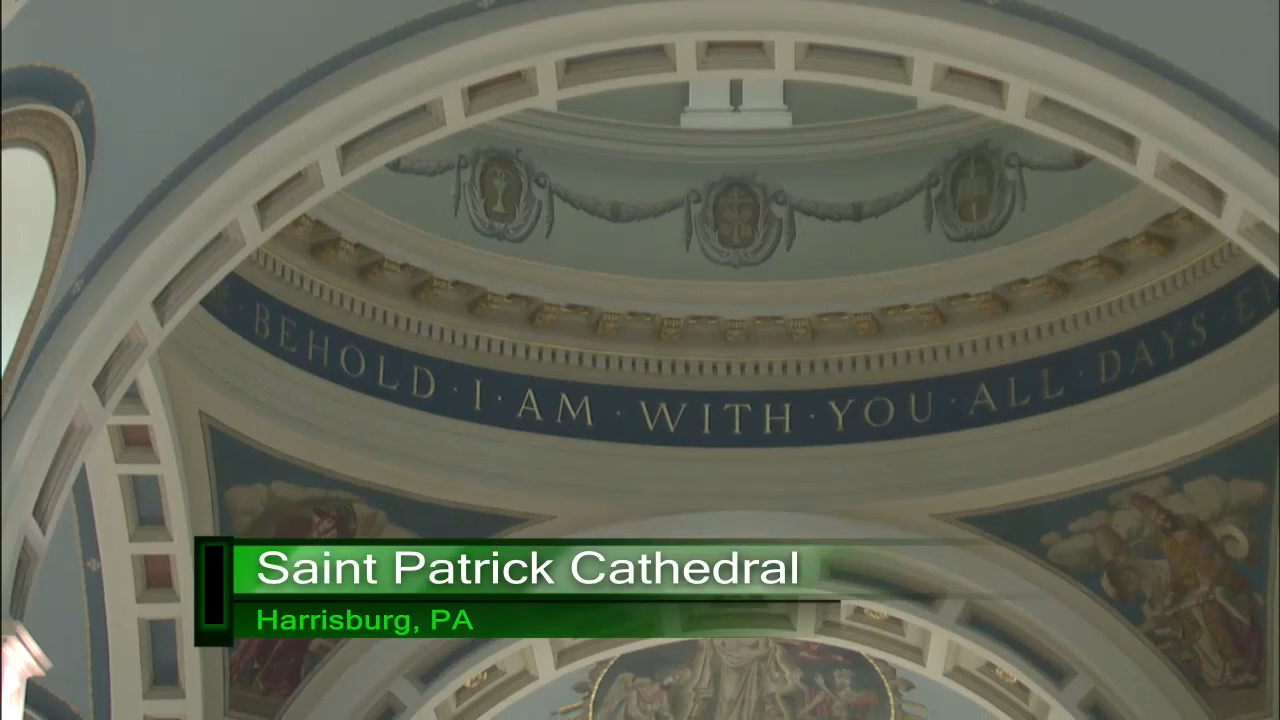 BEHOLD · I · AM · WITH · YOU · ALL · DAYS ·
Saint Patrick Cathedral
Harrisburg, PA